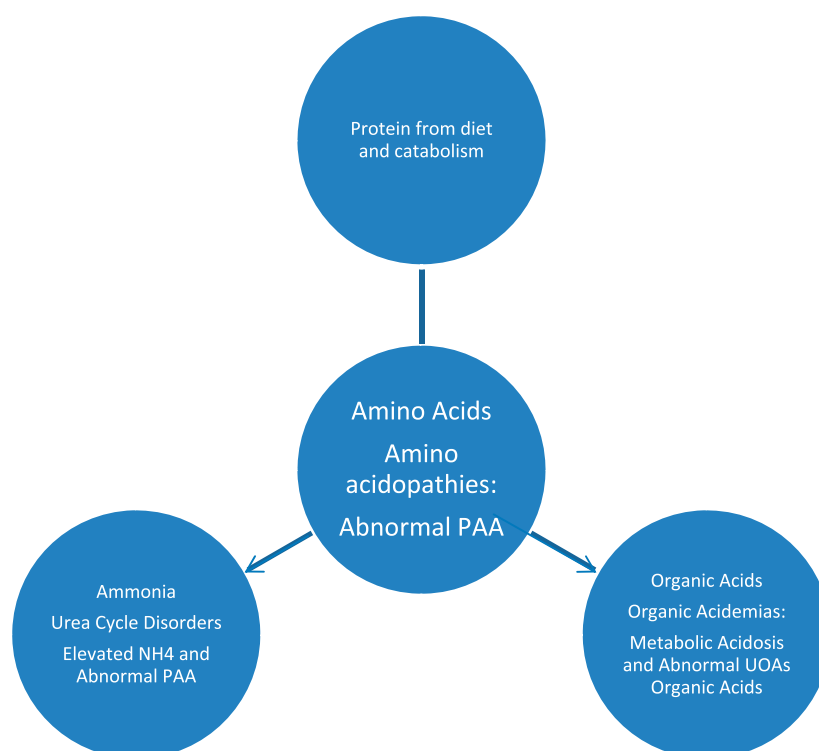 Protein from diet
and catabolism
Amino Acids
Amino
acidopathies:
Abnormal PAA
Ammonia
Urea Cycle Disorders
Elevated NH4 and
Abnormal PAA
Organic Acids
Organic Acidemias:
Metabolic Acidosis
and Abnormal UOAs
Organic Acids